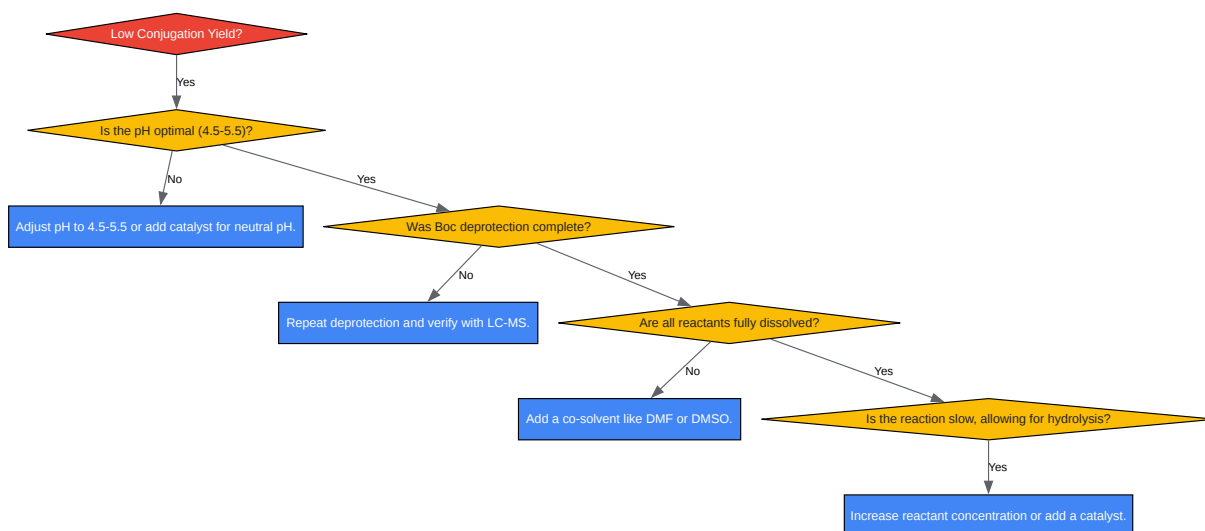 Low Conjugation Yield?
Yes
Is the pH optimal (4.5-5.5)?
No
Yes
Adjust pH to 4.5-5.5 or add catalyst for neutral pH.
Was Boc deprotection complete?
No
Yes
Repeat deprotection and verify with LC-MS.
Are all reactants fully dissolved?
No
Yes
Add a co-solvent like DMF or DMSO.
Is the reaction slow, allowing for hydrolysis?
Yes
Increase reactant concentration or add a catalyst.